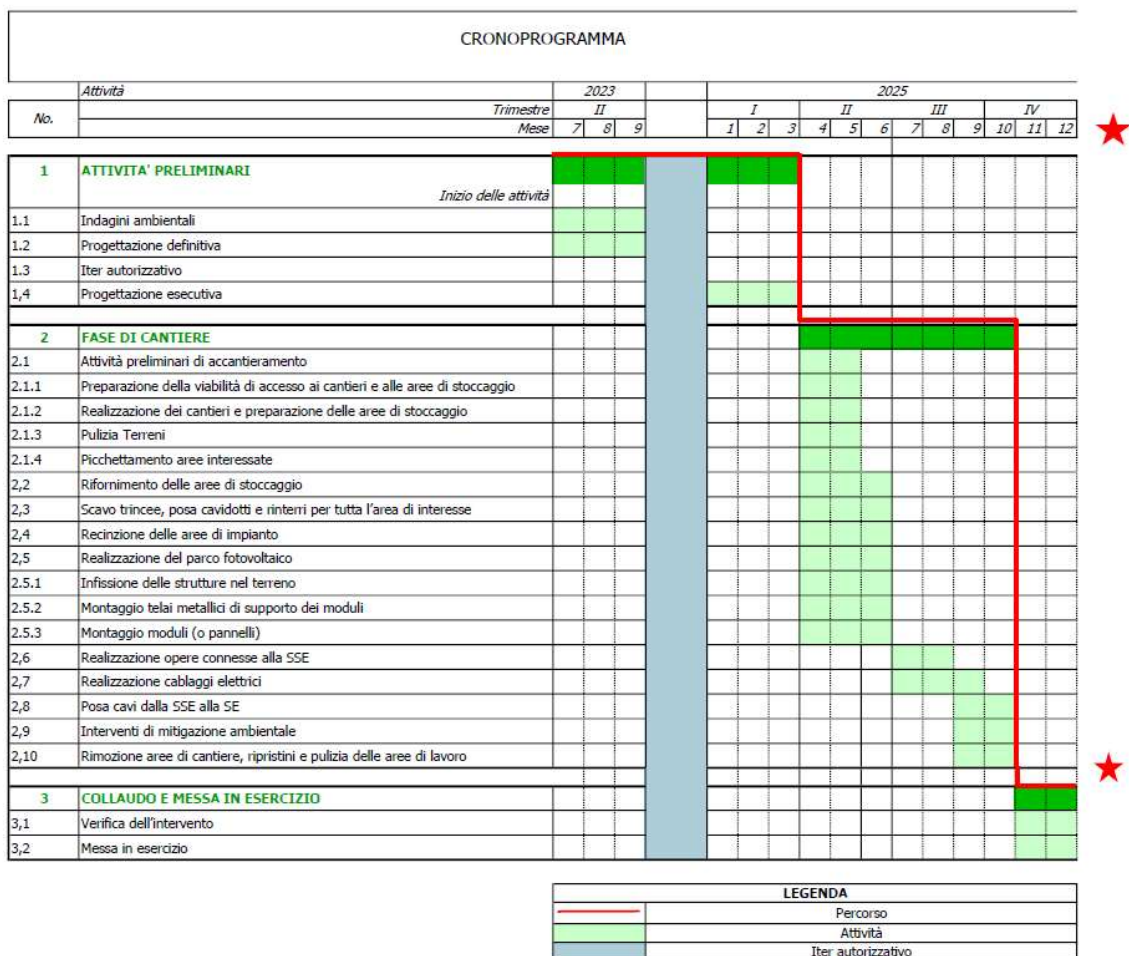 CRONOPROGRAMMA
Attività 2023 2025
No. Trimestre II I II III IV
Mese 7 8 9 1 2 3 4 5 6 7 8 9 10 11 12
1 ATTIVITA' PRELIMINARI
Inizio delle attività
1.1 Indagini ambientali
1.2 Progettazione definitiva
1.3 Iter autorizzativo
1,4 Progettazione esecutiva
2 FASE DI CANTIERE
2.1 Attività preliminari di accantieramento
2.1.1 Preparazione della viabilità di accesso ai cantieri e alle aree di stoccaggio
2.1.2 Realizzazione dei cantieri e preparazione delle aree di stoccaggio
2.1.3 Pulizia Terreni
2.1.4 Picchettamento aree interessate
2,2 Rifornimento delle aree di stoccaggio
2,3 Scavo trincee, posa cavidotti e rinterri per tutta l'area di interesse
2,4 Recinzione delle aree di impianto
2,5 Realizzazione del parco fotovoltaico
2.5.1 Infissione delle strutture nel terreno
2.5.2 Montaggio telai metallici di supporto dei moduli
2.5.3 Montaggio moduli (o pannelli)
2,6 Realizzazione opere connesse alla SSE
2,7 Realizzazione cablaggi elettrici
2,8 Posa cavi dalla SSE alla SE
2,9 Interventi di mitigazione ambientale
2,10 Rimozione aree di cantiere, ripristini e pulizia delle aree di lavoro
3 COLLAUDO E MESSA IN ESERCIZIO
3,1 Verifica dell'intervento
3,2 Messa in esercizio
LEGENDA
Percorso
Attività
Iter autorizzativo